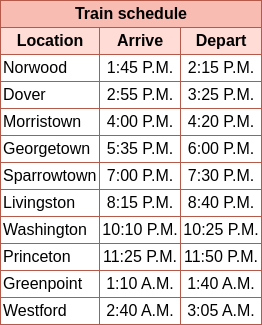 Train schedule
Location Arrive Depart
Norwood 1:45 P.M. 2:15 P.M.
Dover 2:55 P.M. 3:25 P.M.
Morristown 4:00 P.M. 4:20 P.M.
Georgetown 5:35 P.M. 6:00 P.M.
Sparrowtown 7:00 P.M. 7:30 P.M.
Livingston 8:15 P.M. 8:40 P.M.
Washington 10:10 P.M. 10:25 P.M.
Princeton 11:25 P.M. 11:50 P.M.
Greenpoint 1:10 A.M. 1:40 A.M.
Westford 2:40 A.M. 3:05 A.M.